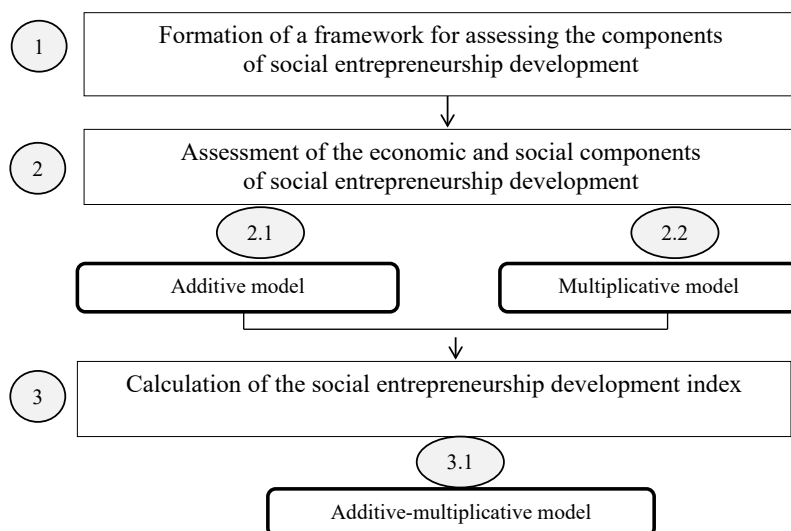 1
Formation of a framework for assessing the components
of social entrepreneurship development
2
Assessment of the economic and social components
of social entrepreneurship development
2.1
2.2
Additive model
Multiplicative model
3
Calculation of the social entrepreneurship development index
3.1
Additive-multiplicative model